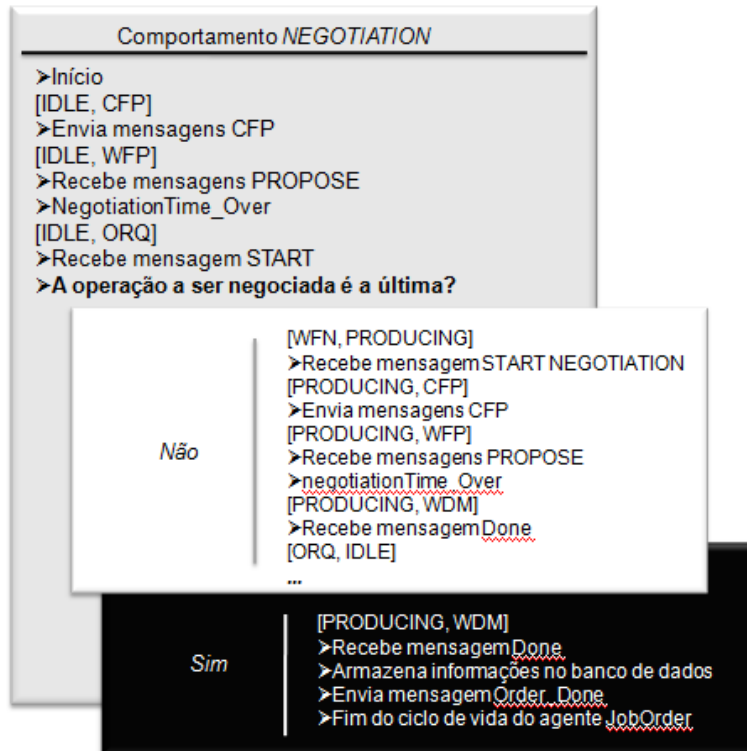 Comportamento NEGOTIATION
➢Início
[IDLE, CFP]
➢Envia mensagens CFP
[IDLE, WFP]
➢Recebe mensagens PROPOSE
➢NegotiationTime_Over
[IDLE, ORQ]
➢Recebe mensagem START
➢A operação a ser negociada é a última?
Não
[WFN, PRODUCING]
➢Recebe mensagem START NEGOTIATION
[PRODUCING, CFP]
➢Envia mensagens CFP
[PRODUCING, WFP]
➢Recebe mensagens PROPOSE
➢negotiationTime_Over
[PRODUCING, WDM]
➢Recebe mensagem Done
[ORQ, IDLE]
...
Sim
[PRODUCING, WDM]
➢Recebe mensagem Done
➢Armazena informações no banco de dados
➢Envia mensagem Order_Done
➢Fim do ciclo de vida do agente JobOrder